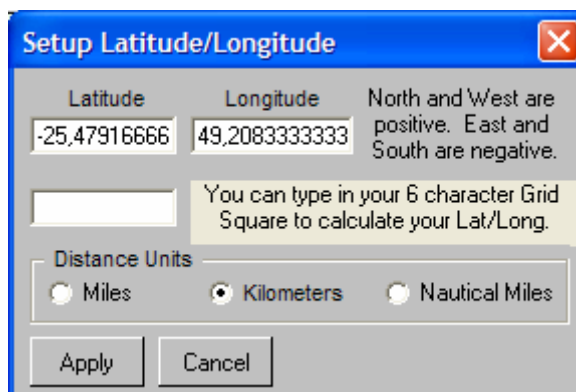 Setup Latitude/Longitude
Latitude Longitude
-25,47916666 49,2083333333
North and West are
positive. East and
South are negative.
You can type in your 6 character Grid
Square to calculate your Lat/Long.
Distance Units
Miles Kilometers Nautical Miles
Apply Cancel